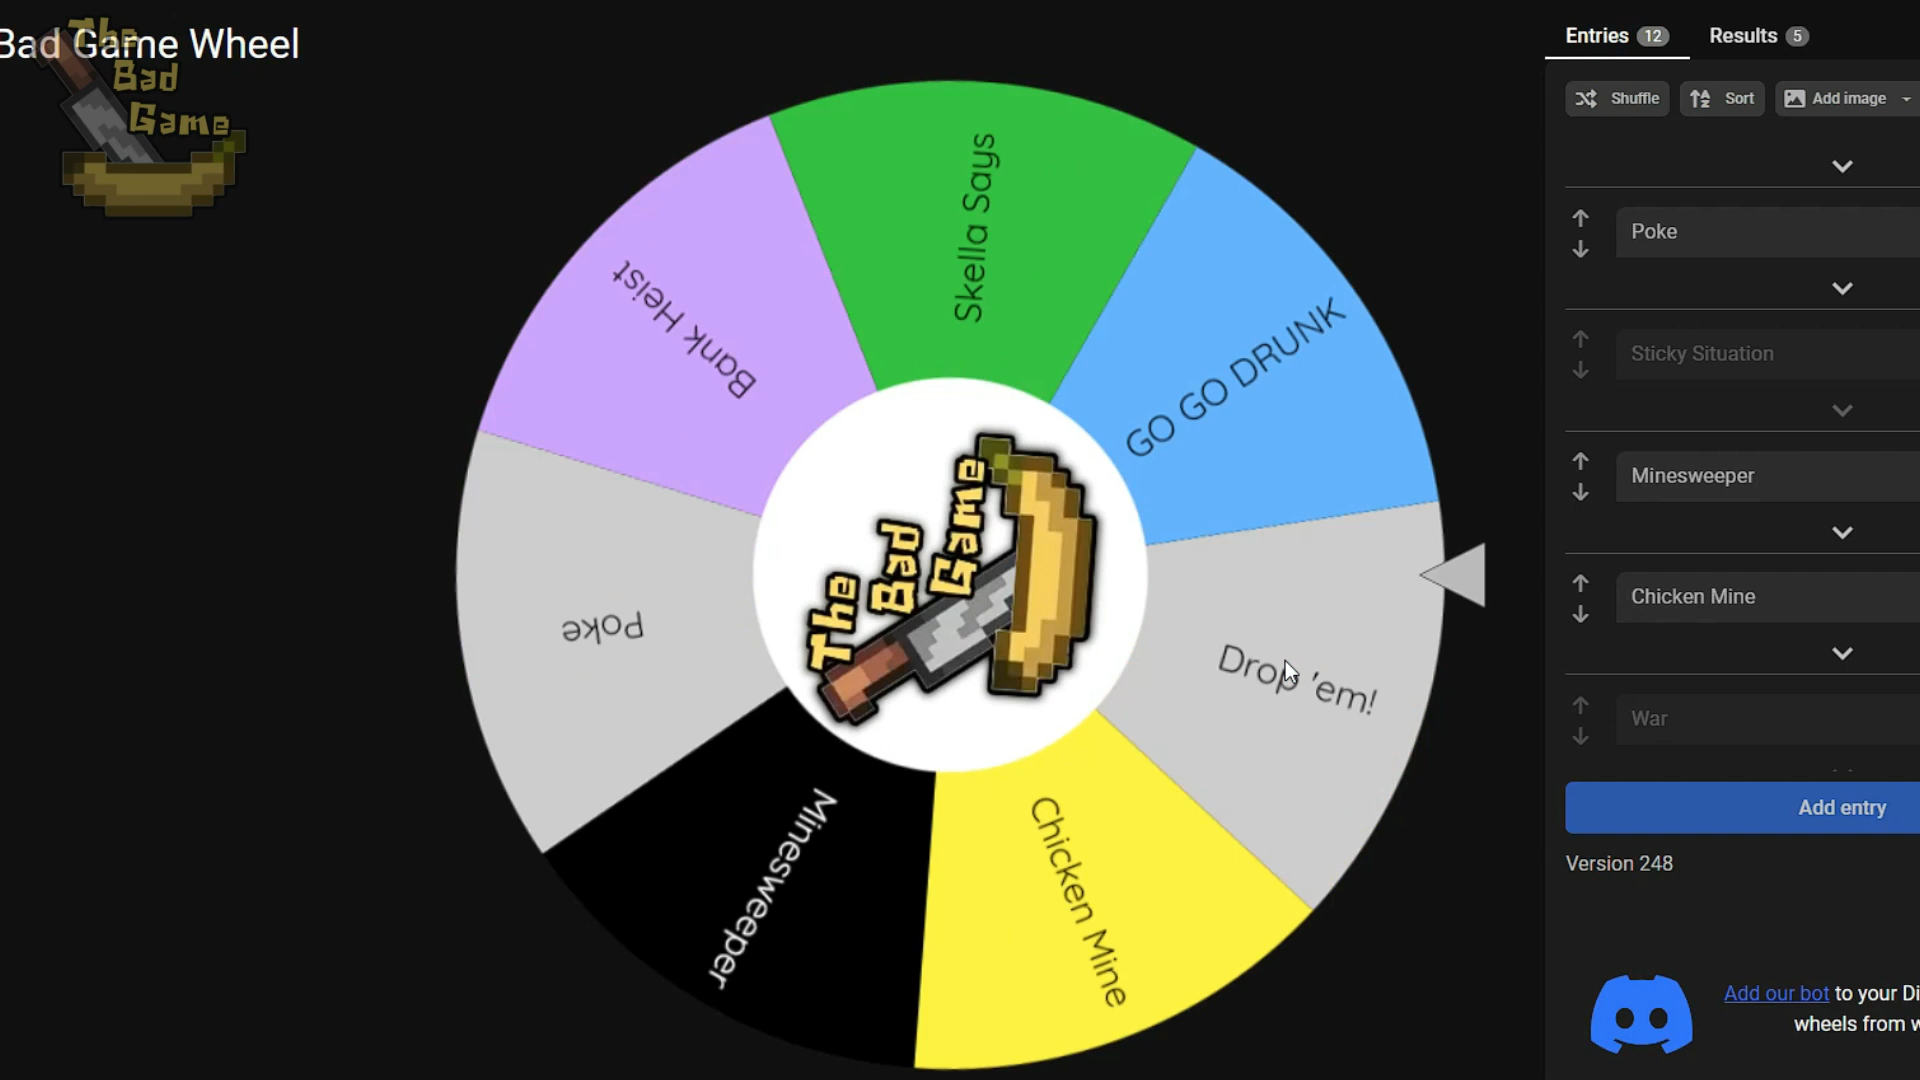 Bad Game Wheel
The
Bad
Game
Entries 12
Results 5
Shuffle
Sort
Add image
Skella Says
GO GO DRUNK
Bank Heist
Poke
Drop 'em!
Minesweeper
Chicken Mine
The
Bad
Game
Poke
Sticky Situation
Minesweeper
Chicken Mine
War
Add entry
Version 248
Add our bot to your Di
wheels from w